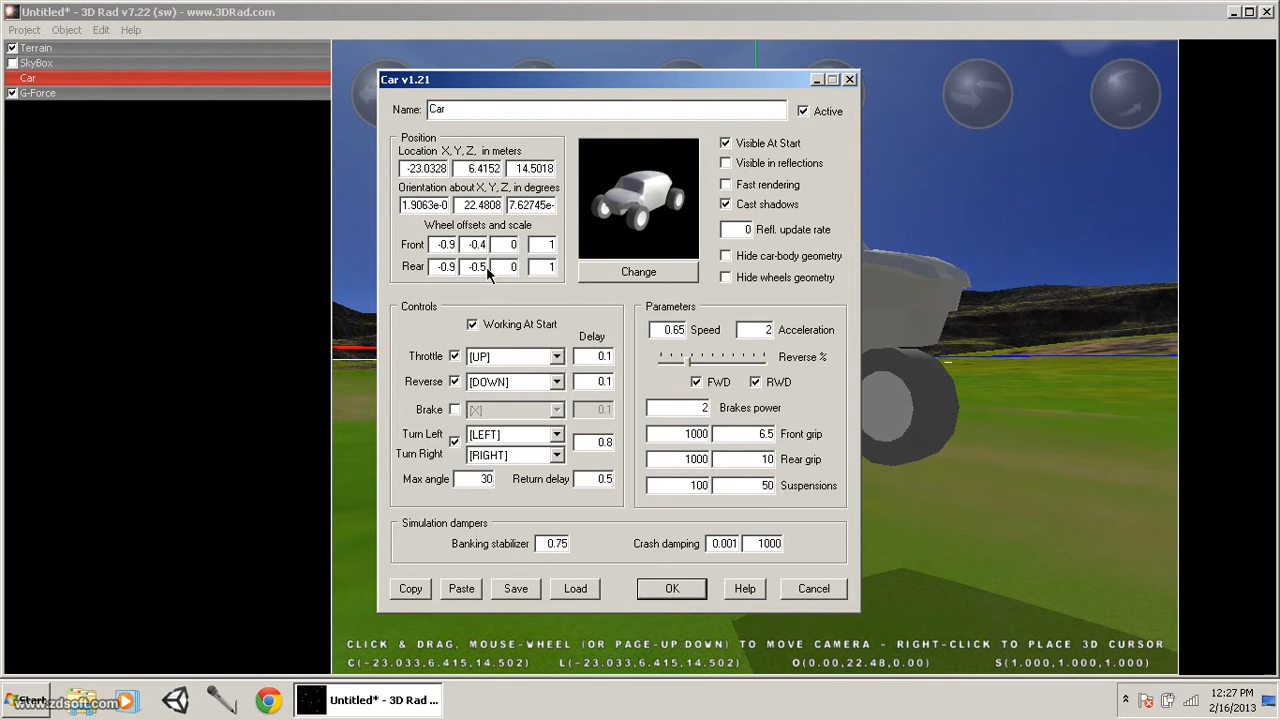 Untitled* - 3D Rad v7.22 (sw) - www.3DRad.com
Project Object Edit Help
Terrain
SkyBox
Car
G-Force
Car v1.21
Name: Car Active
Position
Location X, Y, Z, in meters
-23.0328 6.4152 14.5018
Orientation about X, Y, Z, in degrees
1.9063e-0 22.4808 7.62745e-
Wheel offsets and scale
Front -0.9 -0.4 0 1
Rear -0.9 -0.5 0 1
Change
Visible At Start
Visible in reflections
Fast rendering
Cast shadows
0 Refl. update rate
Hide car-body geometry
Hide wheels geometry
Controls
Working At Start
Delay
Throttle [UP] 0.1
Reverse [DOWN] 0.1
Brake [X] 0.1
Turn Left [LEFT] 0.8
Turn Right [RIGHT]
Max angle 30 Return delay 0.5
Parameters
0.65 Speed 2 Acceleration
Reverse %
FWD RWD
2 Brakes power
1000 6.5 Front grip
1000 10 Rear grip
100 50 Suspensions
Simulation dampers
Banking stabilizer 0.75 Crash damping 0.001 1000
Copy Paste Save Load OK Help Cancel
CLICK & DRAG, MOUSE-WHEEL (OR PAGE-UP/DOWN) TO MOVE CAMERA - RIGHT-CLICK TO PLACE 3D CURSOR
C(-23.033,6.415,14.502) L(-23.033,6.415,14.502) O(0.00,22.48,0.00) S(1.000,1.000,1.000)
Start
www.zdsoft.com
Untitled* - 3D Rad ...
12:27 PM
2/16/2013